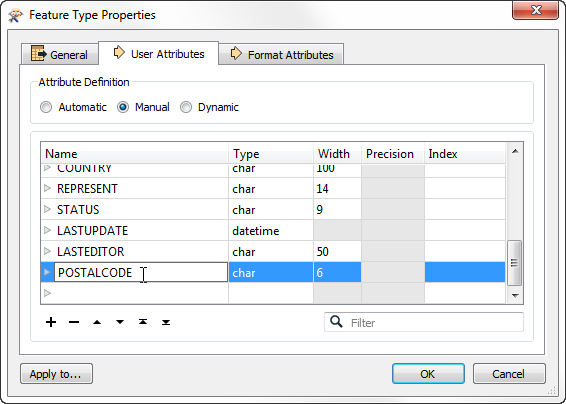 Feature Type Properties
General User Attributes Format Attributes
Attribute Definition
Automatic Manual Dynamic
Name Type Width Precision Index
COUNTRY char 100
REPRESENT char 14
STATUS char 9
LASTUPDATE datetime
LASTEDITOR char 50
POSTALCODE char 6
Filter
Apply to... OK Cancel